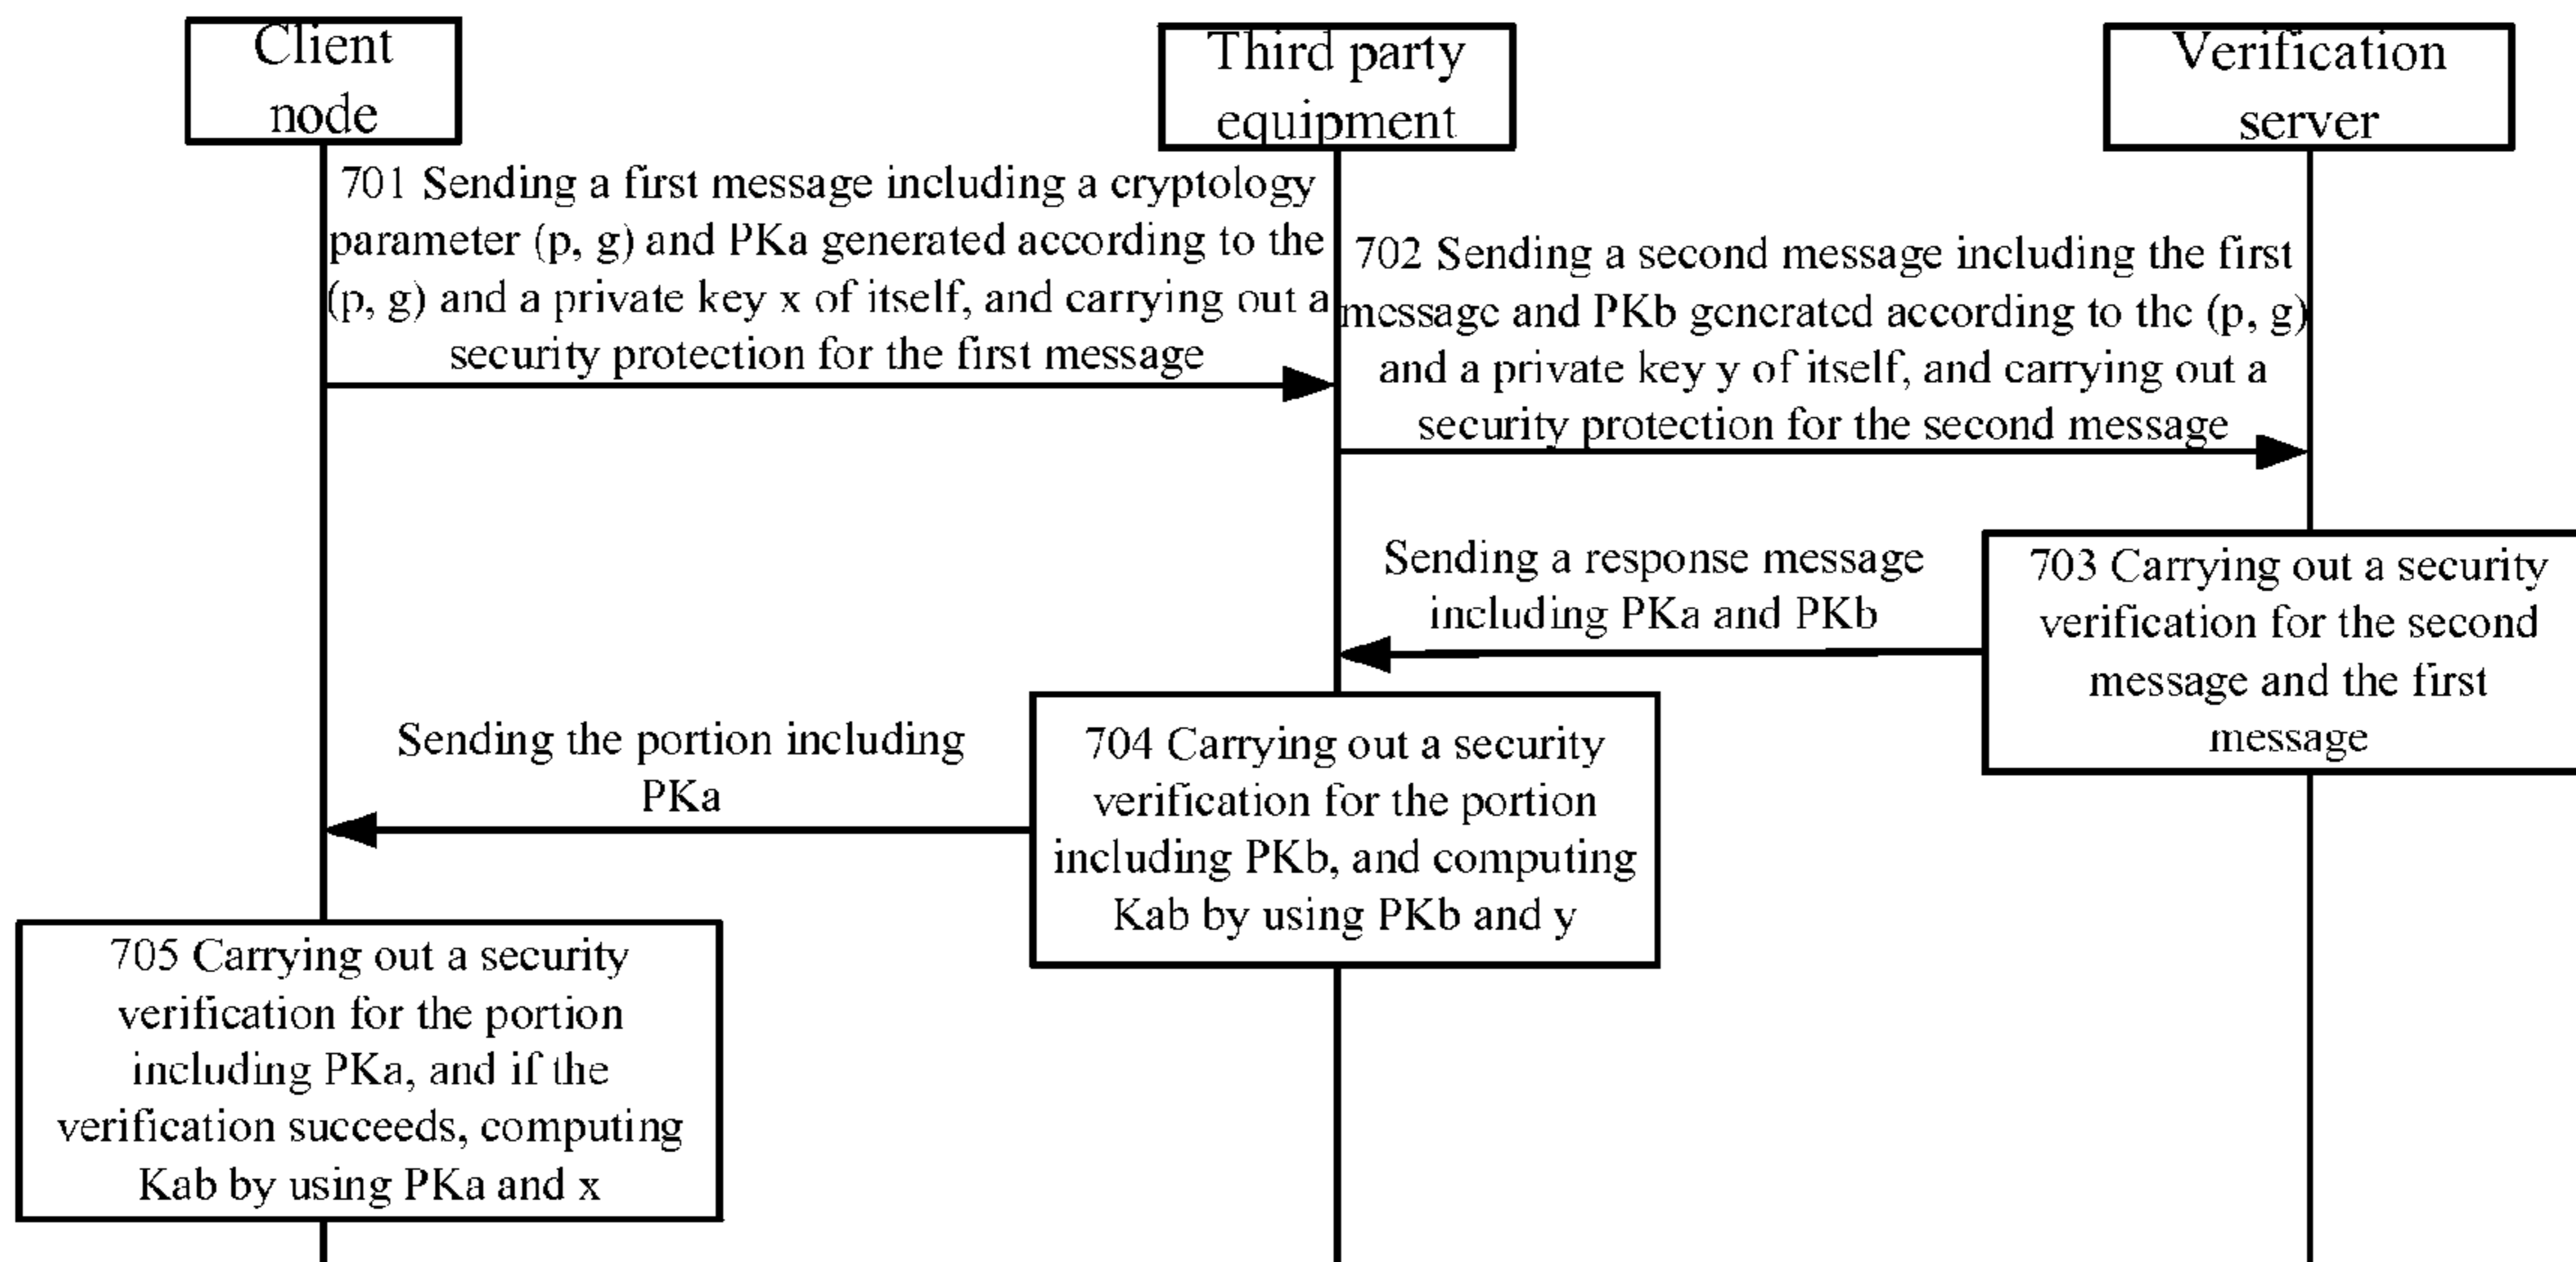 Client
node
Third party
equipment
Verification
server
701 Sending a first message including a cryptology
parameter (p, g) and PKa generated according to the
(p, g) and a private key x of itself, and carrying out a
security protection for the first message
702 Sending a second message including the first
message and PKb generated according to the (p, g)
and a private key y of itself, and carrying out a
security protection for the second message
Sending a response message
including PKa and PKb
703 Carrying out a security
verification for the second
message and the first
message
Sending the portion including
PKa
704 Carrying out a security
verification for the portion
including PKb, and computing
Kab by using PKb and y
705 Carrying out a security
verification for the portion
including PKa, and if the
verification succeeds, computing
Kab by using PKa and x